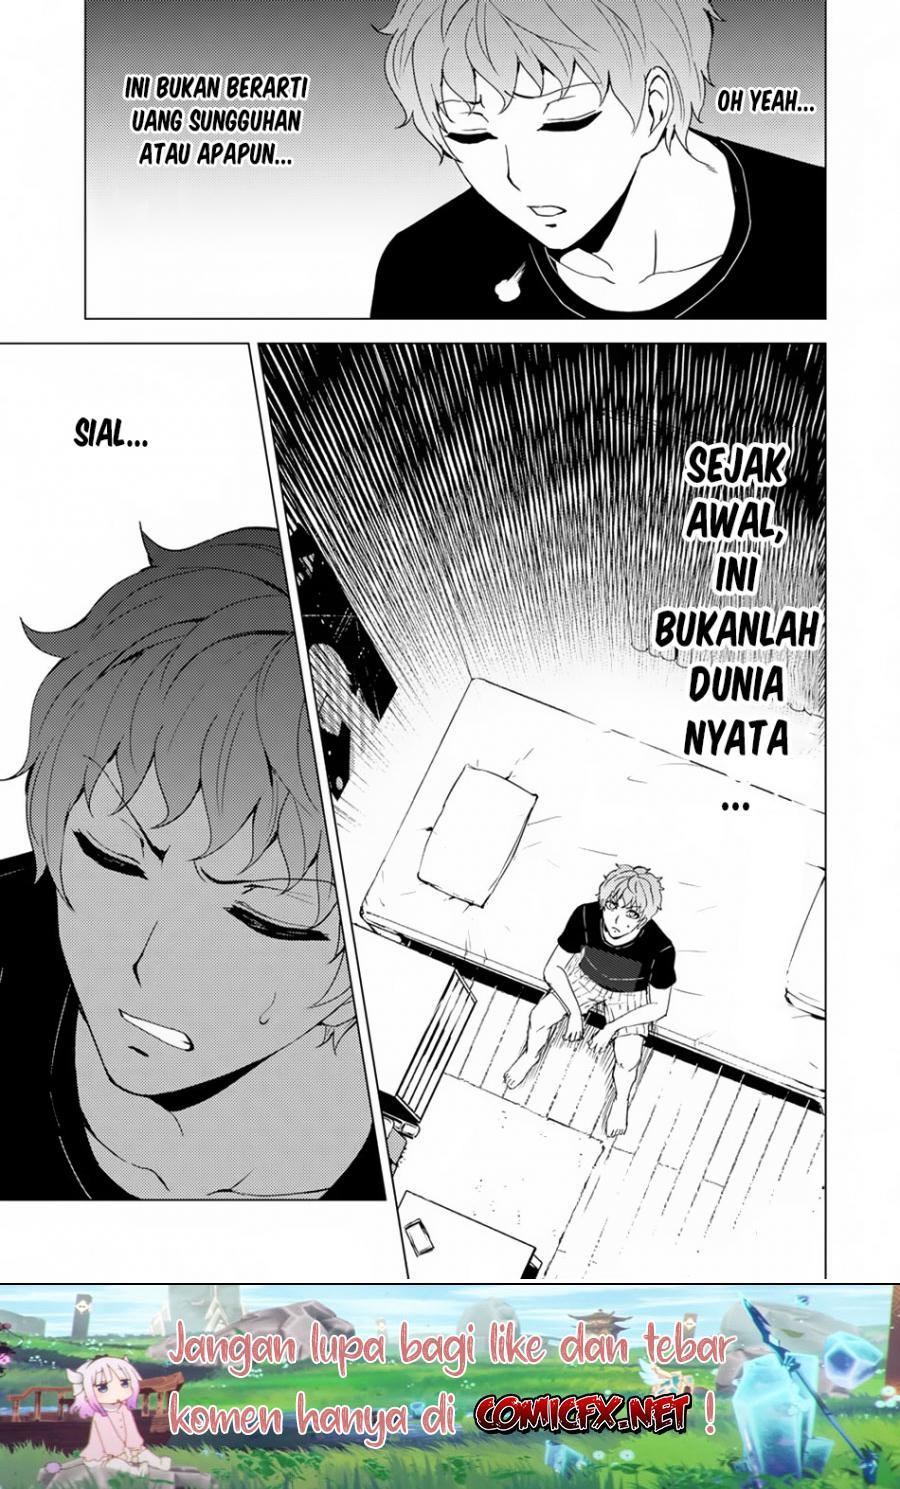 OH YEAH...
INI BUKAN BERARTI
UANG SUNGGUHAN
ATAU APAPUN...
SEJAK
AWAL,
INI
BUKANLAH
DUNIA
NYATA
...
SIAL...
Jangan lupa bagi like dan tebar
komen hanya di COMICFX.NET !